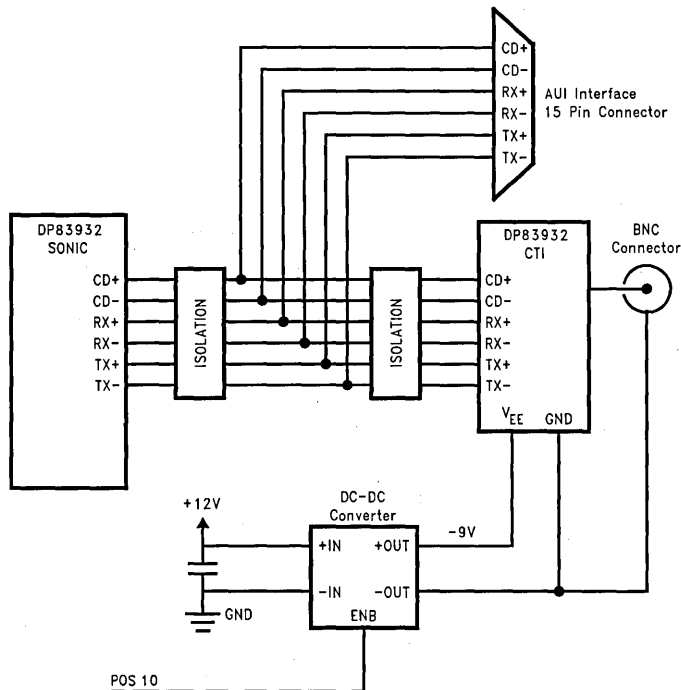 CD+
CD-
RX+
RX-
TX+
TX-
AUI Interface
15 Pin Connector
DP83932
SONIC
CD+
CD-
RX+
RX-
TX+
TX-
ISOLATION
ISOLATION
DP83932
CTI
CD+
CD-
RX+
RX-
TX+
TX-
VEE GND
BNC
Connector
+12V
GND
DC-DC
Converter
+IN +OUT
-IN -OUT
ENB
-9V
POS 10